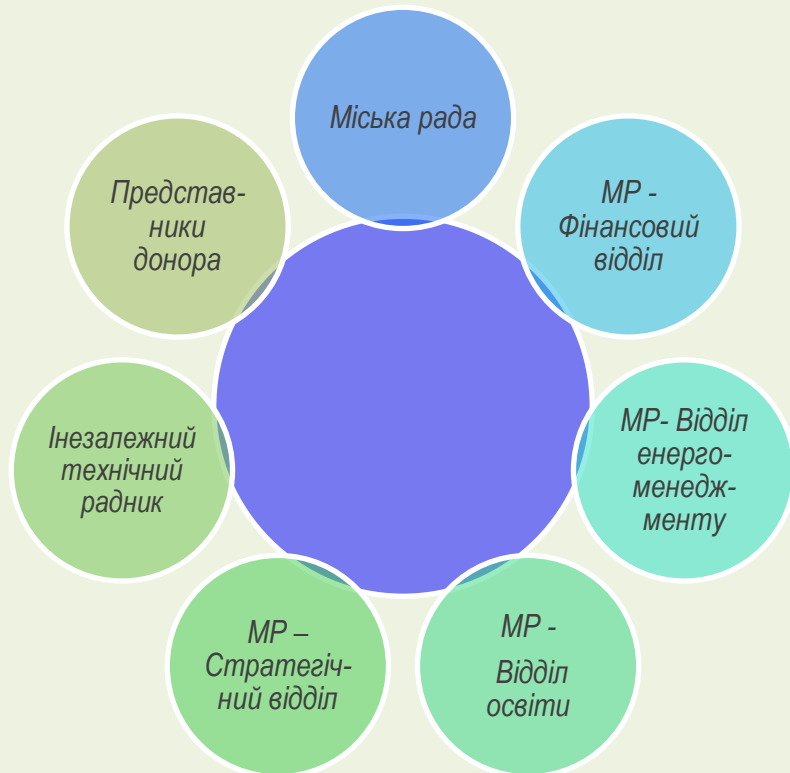 Міська рада
МР -
Фінансовий
відділ
МР- Відділ
енерго-
менедж-
менту
МР -
Відділ
освіти
МР –
Стратегіч-
ний відділ
Інезалежний
технічний
радник
Представ-
ники
донора